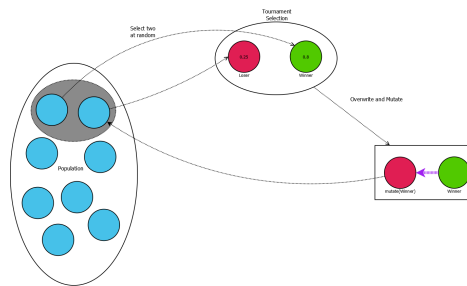 Tournament
Selection
Select two
at random
Loser
Winner
Overwrite and Mutate
Population
mutate(Winner)
Winner